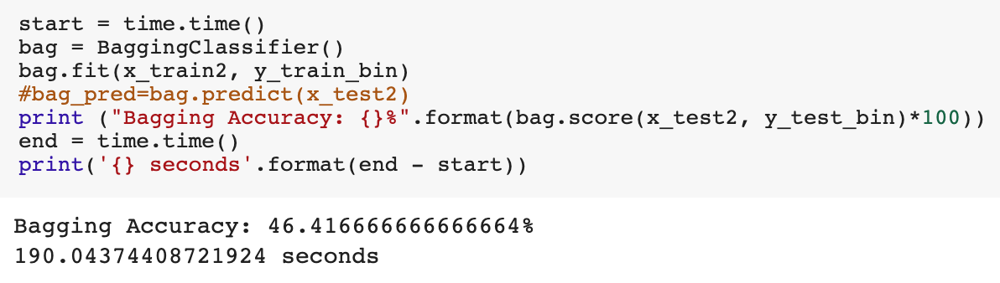 start = time.time()
bag = BaggingClassifier()
bag.fit(x_train2, y_train_bin)
#bag_pred=bag.predict(x_test2)
print ("Bagging Accuracy: {}%".format(bag.score(x_test2, y_test_bin)*100))
end = time.time()
print('{} seconds'.format(end - start))
Bagging Accuracy: 46.4166666666666664%
190.04374408721924 seconds